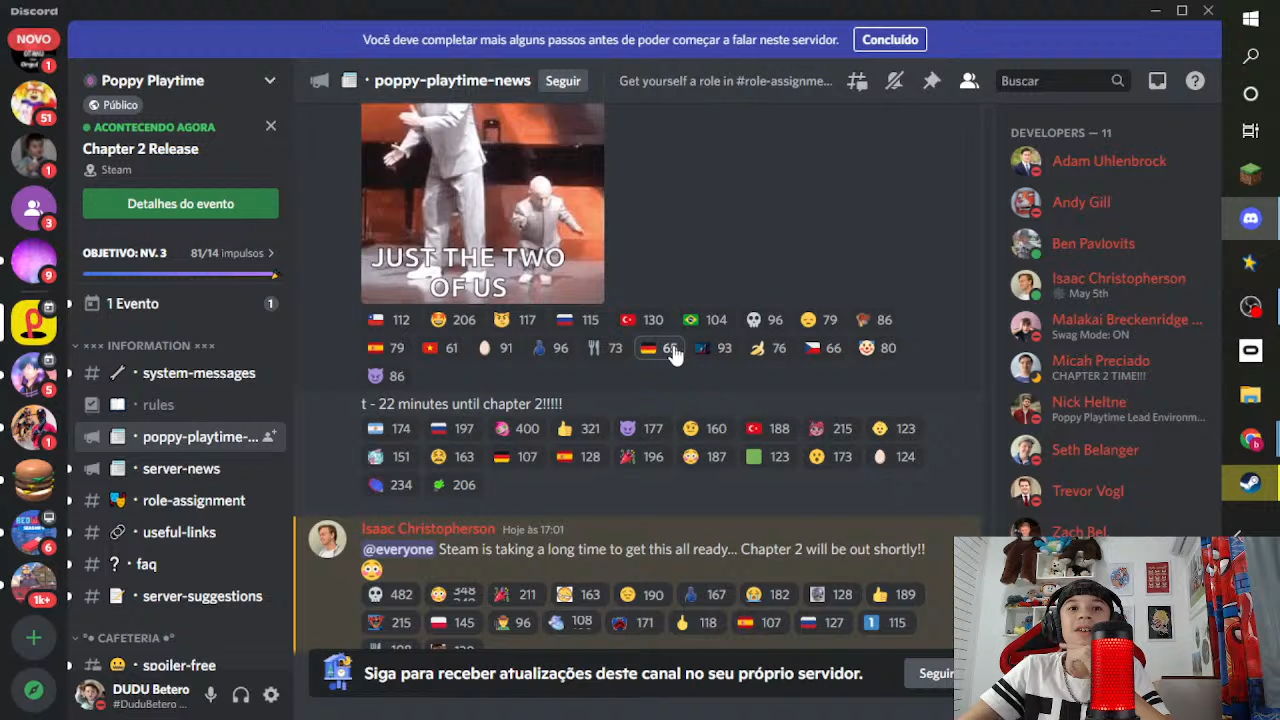 Discord
Você deve completar mais alguns passos antes de poder começar a falar neste servidor.
Concluído
NOVO
1
51
1
3
9
5
1
6
1k+
Poppy Playtime
Público
ACONTECENDO AGORA
Chapter 2 Release
Steam
Detalhes do evento
OBJETIVO: NV. 3
81/14 impulsos
1 Evento
1
××× INFORMATION ×××
system-messages
rules
poppy-playtime-...
server-news
role-assignment
useful-links
faq
server-suggestions
°• CAFETERIA •°
spoiler-free
DUDU Betero
#DuduBetero ...
poppy-playtime-news
Seguir
Get yourself a role in #role-assignme...
Buscar
JUST THE TWO
OF US
112 206 117 115 130 104 96 79 86
79 61 91 96 73 93 76 66 80
86
t - 22 minutes until chapter 2!!!!!
174 197 400 321 177 160 188 215 123
151 163 107 128 196 187 123 173 124
234 206
Isaac Christopherson Hoje às 17:01
@everyone Steam is taking a long time to get this all ready... Chapter 2 will be out shortly!!
482 348 211 163 190 167 182 128 189
215 145 96 108 171 118 107 127 115
Siga para receber atualizações deste canal no seu próprio servidor.
Seguir
DEVELOPERS — 11
Adam Uhlenbrock
Andy Gill
Ben Pavlovits
Isaac Christopherson
May 5th
Malakai Breckenridge ...
Swag Mode: ON
Micah Preciado
CHAPTER 2 TIME!!!
Nick Heltne
Poppy Playtime Lead Environm...
Seth Belanger
Trevor Vogl
Zach Bel